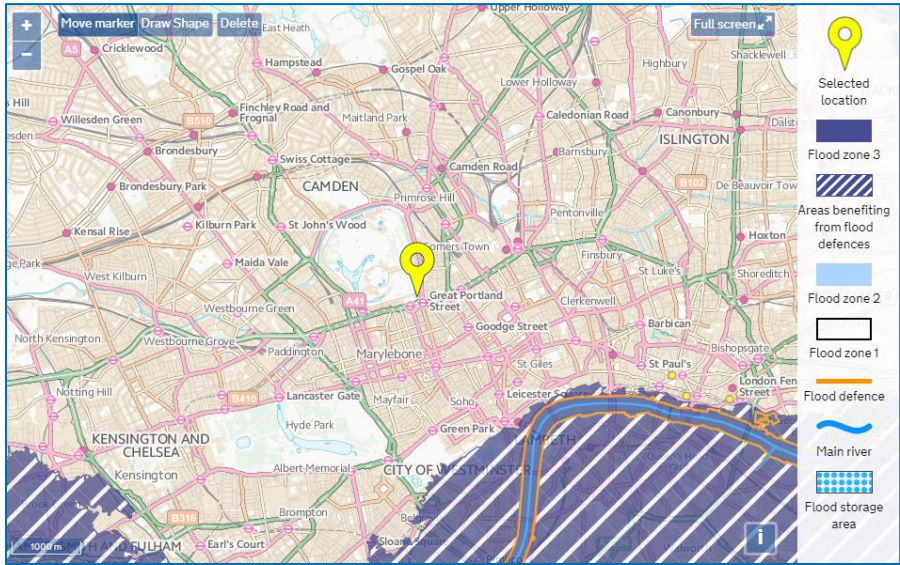 +
−
Move marker
Draw Shape
Delete
Full screen
East Heath
Upper Holloway
Shacklewell
A5
Cricklewood
Hampstead
Gospel Oak
Highbury
Lower Holloway
Willesden Green
B510
Finchley Road and
Frognal
Maitland Park
Caledonian Road
Canonbury
ISLINGTON
Brondesbury
Swiss Cottage
Camden Road
Barnsbury
Brondesbury Park
CAMDEN
Primrose Hill
B102
De Beauvoir Tow
Kensal Rise
Kilburn Park
St John's Wood
Pentonville
Hoxton
Somers Town
Finsbury
St Luke's
Shoreditch
Maida Vale
West Kilburn
Westbourne Green
A41
Great Portland
Street
Clerkenwell
North Kensington
Westbourne Grove
Paddington
Goodge Street
Barbican
Marylebone
St Giles
St Paul's
Bishopsgate
Notting Hill
B410
Lancaster Gate
Mayfair
Soho
Leicester Square
London Fen
Street
Hyde Park
Green Park
LAMBETH
KENSINGTON AND
CHELSEA
Kensington
Albert Memorial
CITY OF WESTMINSTER
Brompton
B316
Earl's Court
Sloane Square
Walworth
AND FULHAM
1000 m
i
Selected
location
Flood zone 3
Areas benefiting
from flood
defences
Flood zone 2
Flood zone 1
Flood defence
Main river
Flood storage
area